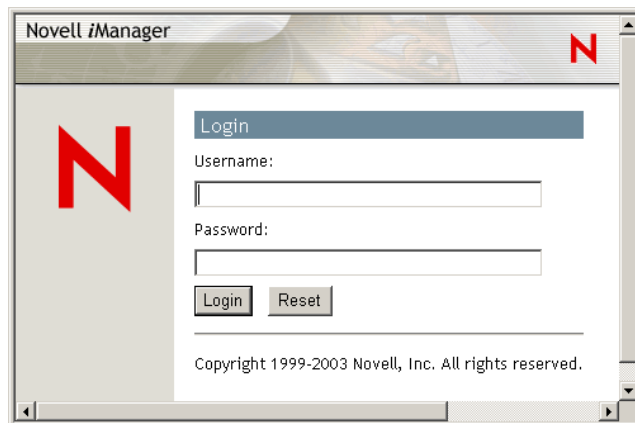 Novell iManager
N
N
Login
Username:
Password:
Login Reset
Copyright 1999-2003 Novell, Inc. All rights reserved.